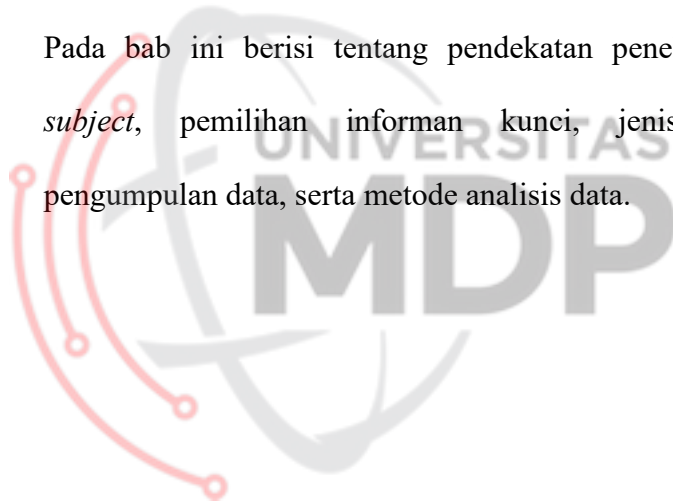 Pada bab ini berisi tentang pendekatan pene
subject, pemilihan informan kunci, jenis
UNIVERSITAS
pengumpulan data, serta metode analisis data.
MDP